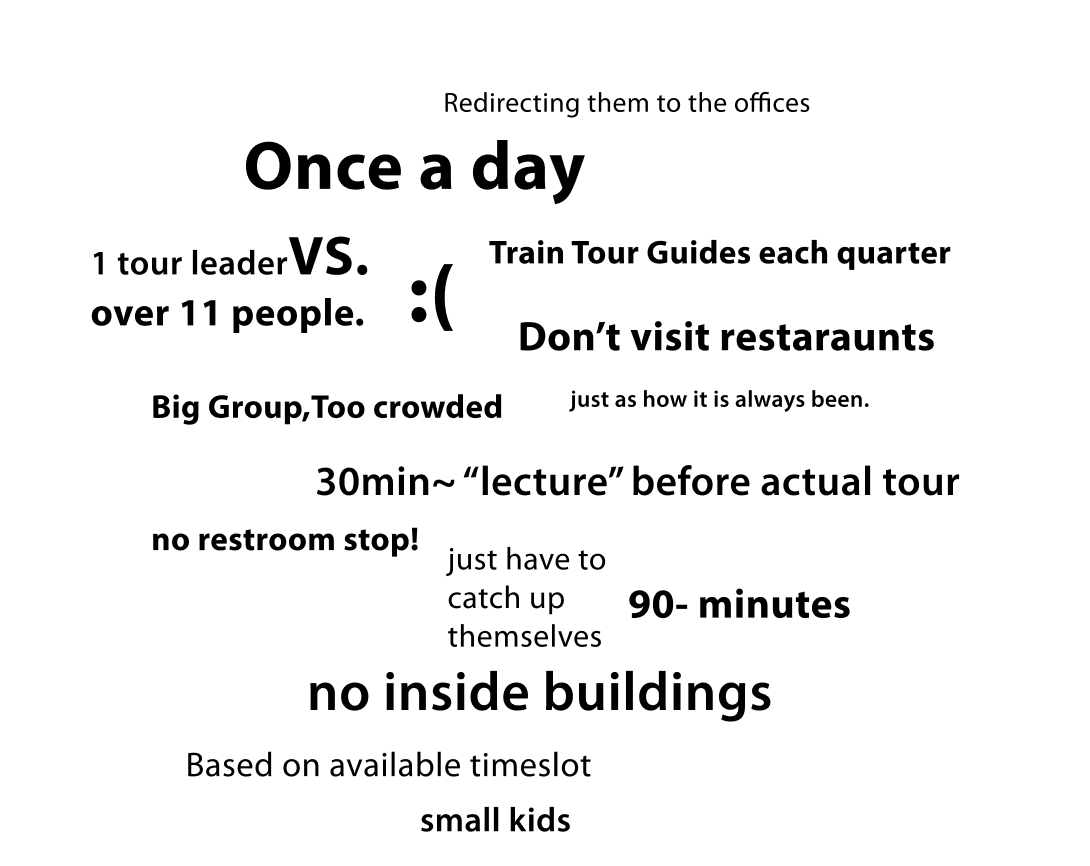 Redirecting them to the offices
Once a day
1 tour leader VS.
over 11 people.
:(
Train Tour Guides each quarter
Don’t visit restaraunts
Big Group,Too crowded
just as how it is always been.
30min~ “lecture” before actual tour
no restroom stop!
just have to
catch up
themselves
90- minutes
no inside buildings
Based on available timeslot
small kids